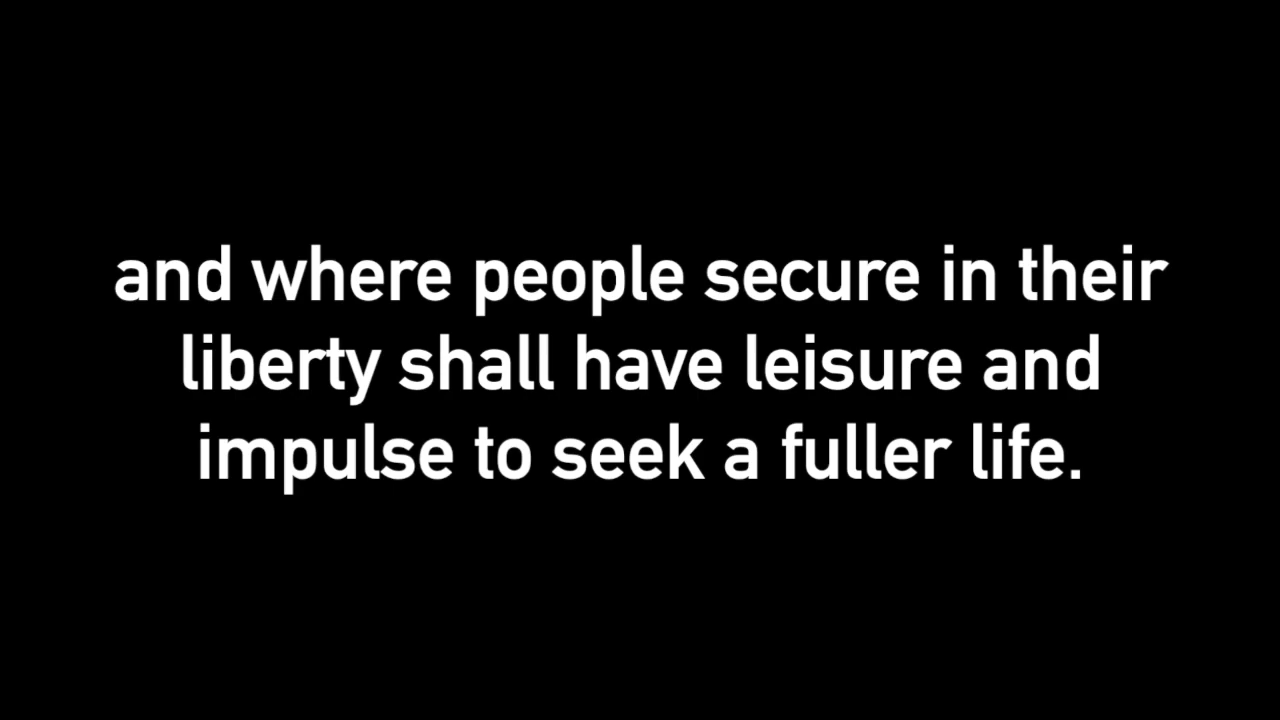 and where people secure in their
liberty shall have leisure and
impulse to seek a fuller life.